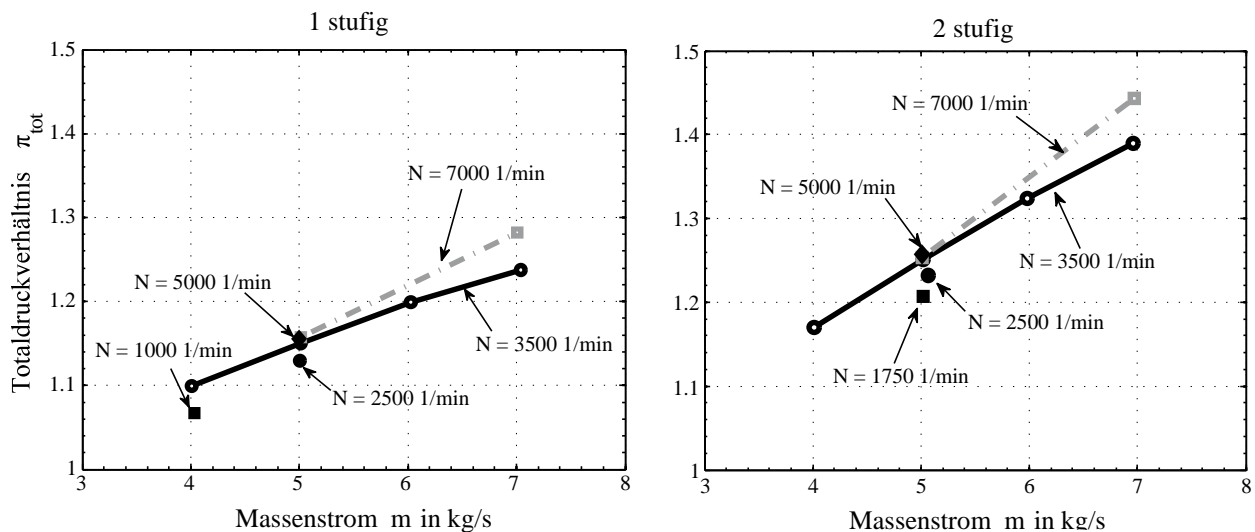 1 stufig
Totaldruckverhältnis π_tot
1.5
1.4
1.3
1.2
1.1
1
N = 7000 1/min
N = 5000 1/min
N = 1000 1/min
N = 3500 1/min
N = 2500 1/min
3 4 5 6 7 8
Massenstrom m in kg/s
2 stufig
1.5
1.4
1.3
1.2
1.1
1
N = 7000 1/min
N = 5000 1/min
N = 3500 1/min
N = 2500 1/min
N = 1750 1/min
3 4 5 6 7 8
Massenstrom m in kg/s